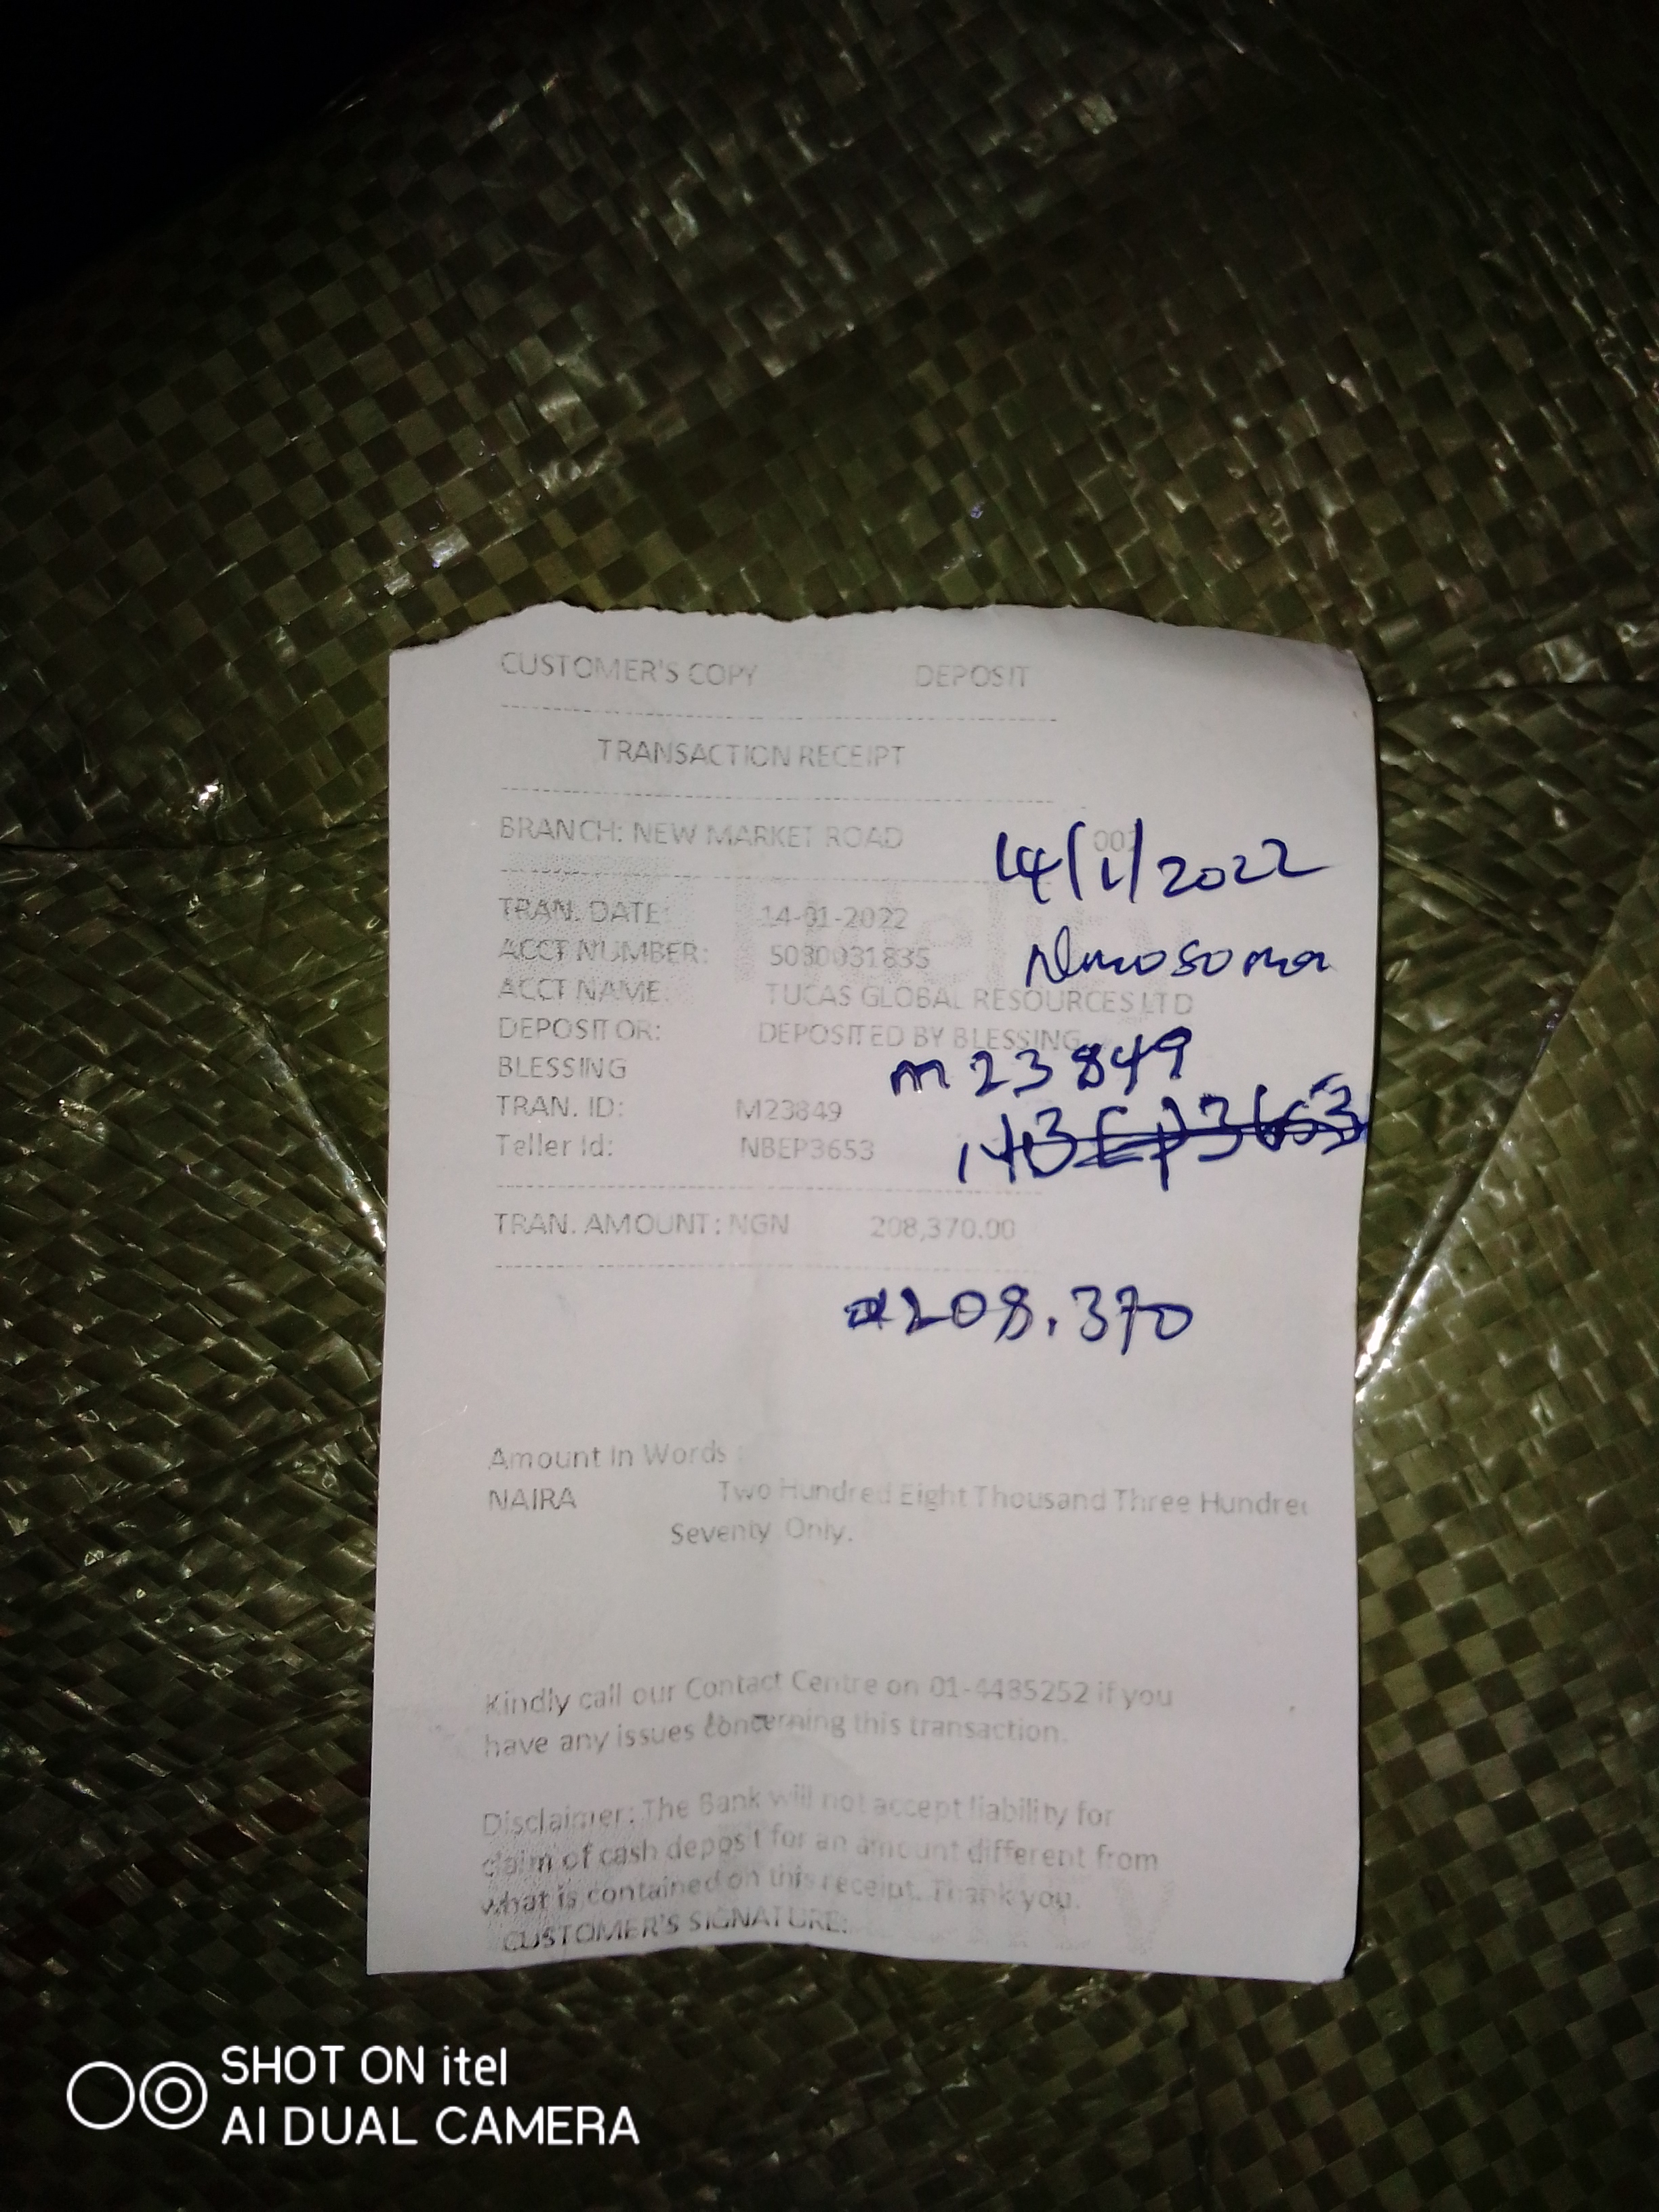 CUSTOMER'S COPY DEPOSIT
TRANSACTION RECEIPT
BRANCH: NEW MARKET ROAD
14/1/2022
TRAN. DATE: 14-01-2022
ACCT NUMBER: 5030031835
ACCT NAME TUCAS GLOBAL RESOURCES LTD
DEPOSITOR: DEPOSITED BY BLESSING
BLESSING
m23849
TRAN. ID: M23849
Teller Id: NBEP3653
TRAN. AMOUNT: NGN 208,370.00
208.370
Amount In Words
NAIRA Two Hundred Eight Thousand Three Hundred
Seventy Only.
Kindly call our Contact Centre on 01-4485252 if you
have any issues concerning this transaction.
Disclaimer: The Bank will not accept liability for
claim of cash deposit for an amount different from
what is contained on this receipt. Thank you.
CUSTOMER'S SIGNATURE:
SHOT ON itel
AI DUAL CAMERA